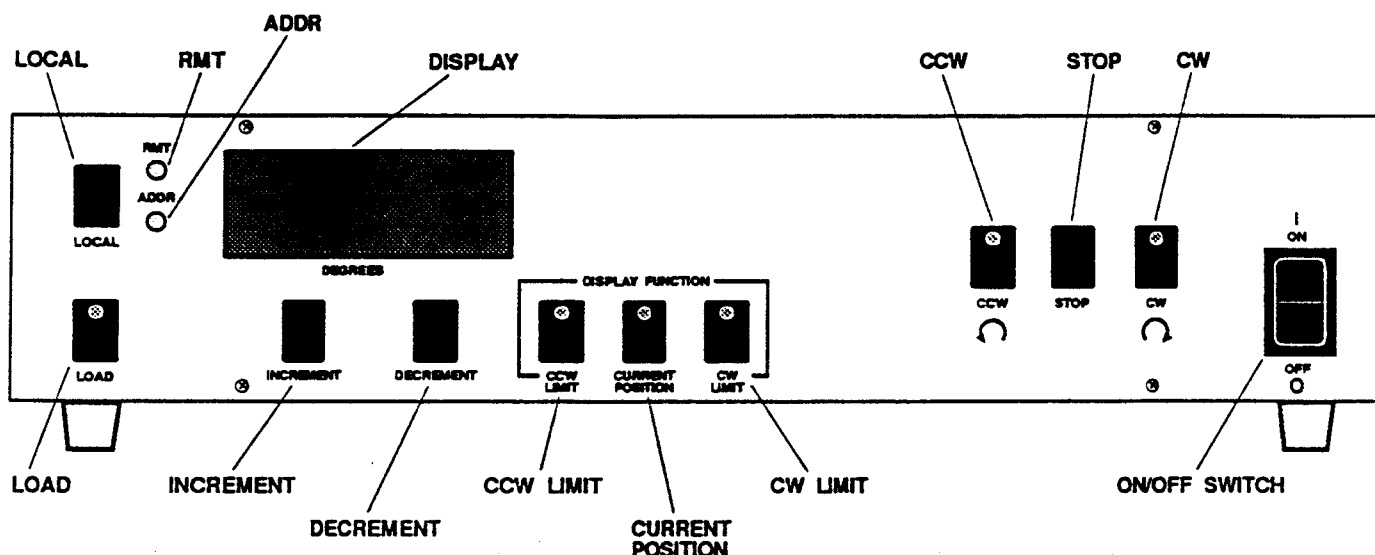 ADDR
LOCAL RMT DISPLAY CCW STOP CW
RMT
ADDR
LOCAL
DEGREES
I
ON
DISPLAY FUNCTION
CCW STOP CW
LOAD INCREMENT DECREMENT CCW LIMIT CURRENT POSITION CW LIMIT
OFF
O
LOAD INCREMENT CCW LIMIT CW LIMIT ON/OFF SWITCH
DECREMENT CURRENT
POSITION